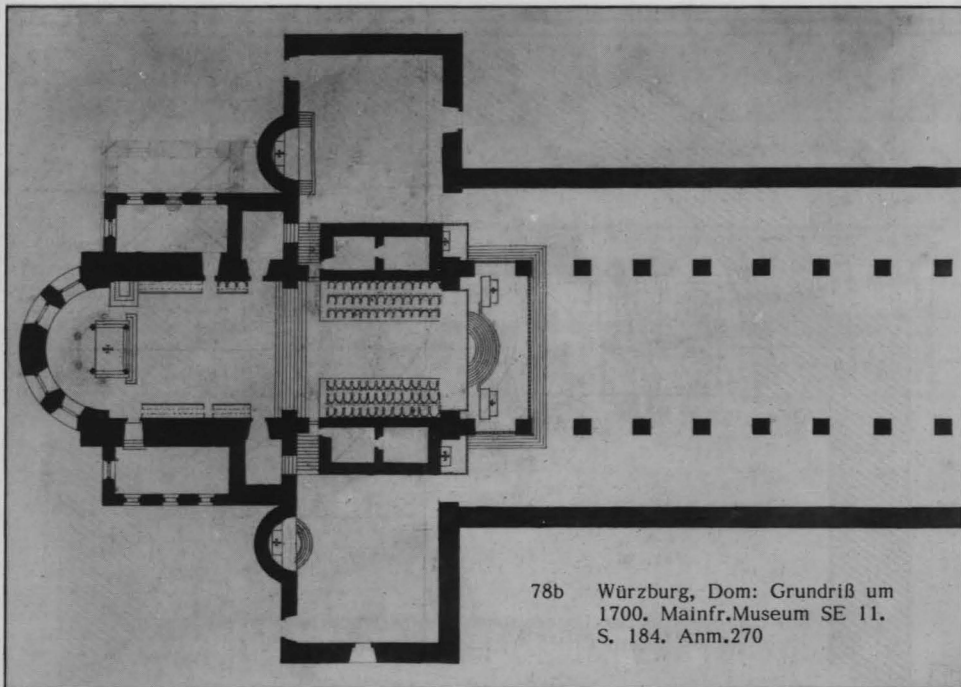 78b Würzburg, Dom: Grundriß um
1700. Mainfr.Museum SE 11.
S. 184. Anm.270